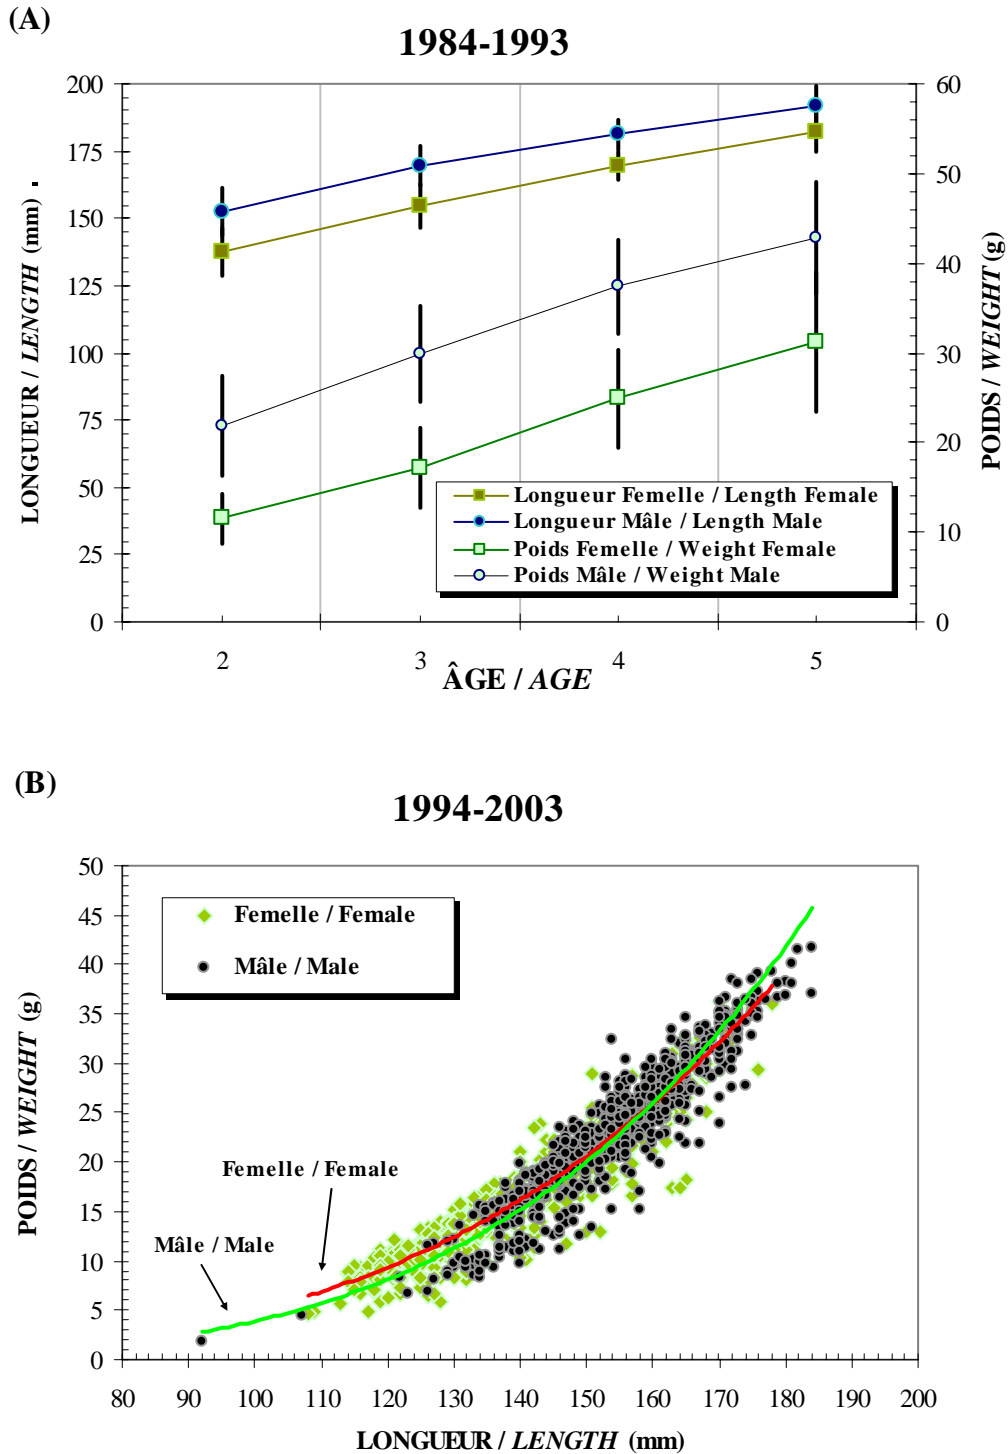 (A)
1984-1993
200
175
150
125
100
75
50
25
0
LONGUEUR / LENGTH (mm) .
60
50
40
30
20
10
0
POIDS / WEIGHT (g)
Longueur Femelle / Length Female
Longueur Mâle / Length Male
Poids Femelle / Weight Female
Poids Mâle / Weight Male
2 3 4 5
ÂGE / AGE
(B)
1994-2003
50
45
40
35
30
25
20
15
10
5
0
POIDS / WEIGHT (g)
Femelle / Female
Mâle / Male
Femelle / Female
Mâle / Male
80 90 100 110 120 130 140 150 160 170 180 190 200
LONGUEUR / LENGTH (mm)